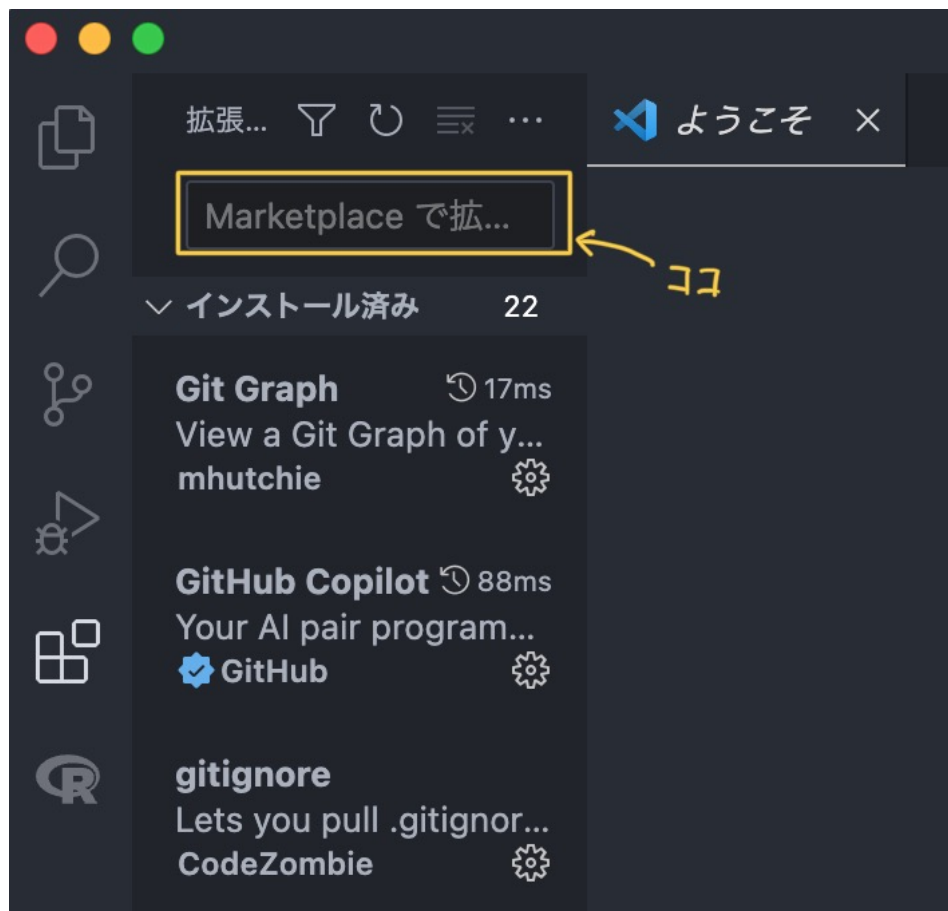 拡張...
ようこそ
Marketplace で拡...
ココ
インストール済み 22
Git Graph 17ms
View a Git Graph of y...
mhutchie
GitHub Copilot 88ms
Your AI pair program...
GitHub
gitignore
Lets you pull .gitignor...
CodeZombie
R